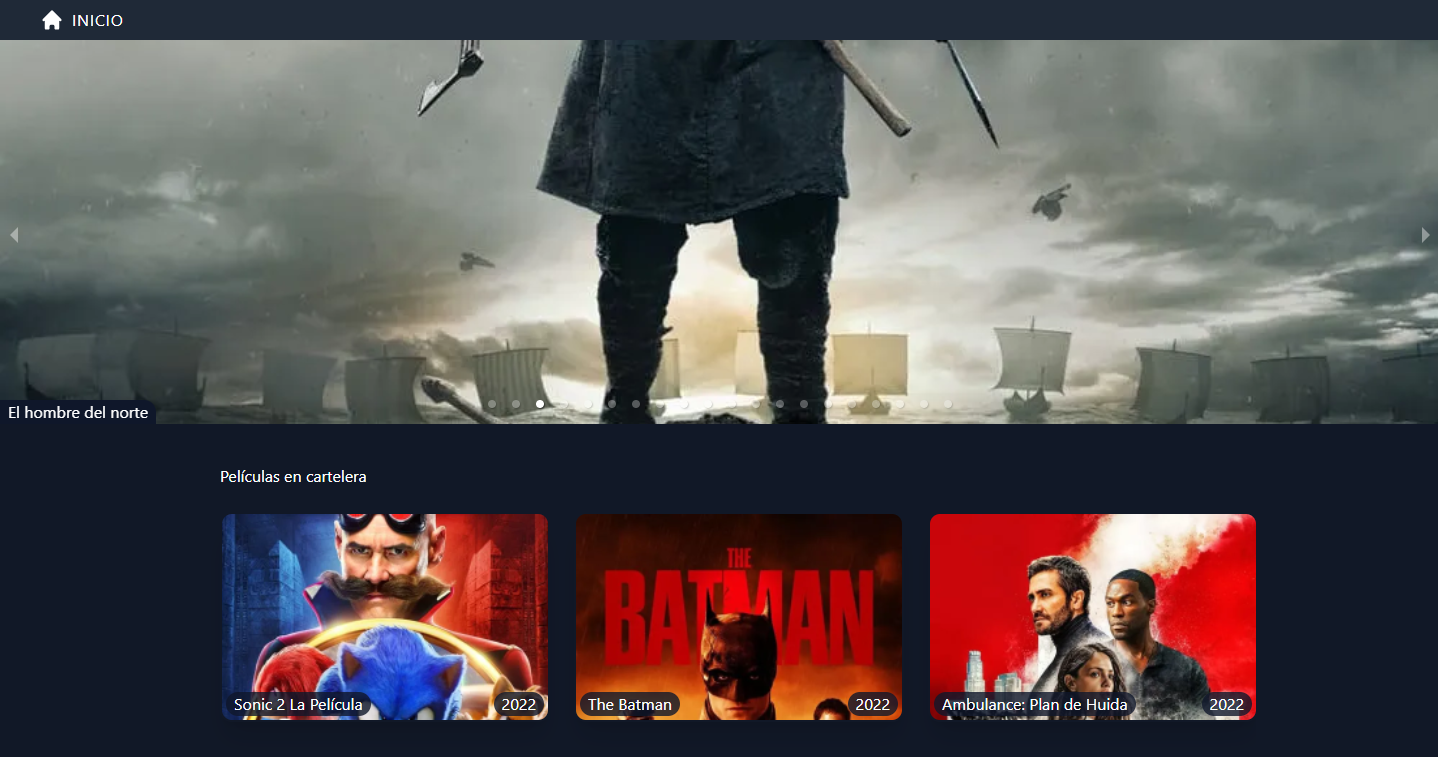 INICIO
El hombre del norte
Películas en cartelera
Sonic 2 La Película
2022
THE
BATMAN
The Batman
2022
Ambulance: Plan de Huida
2022